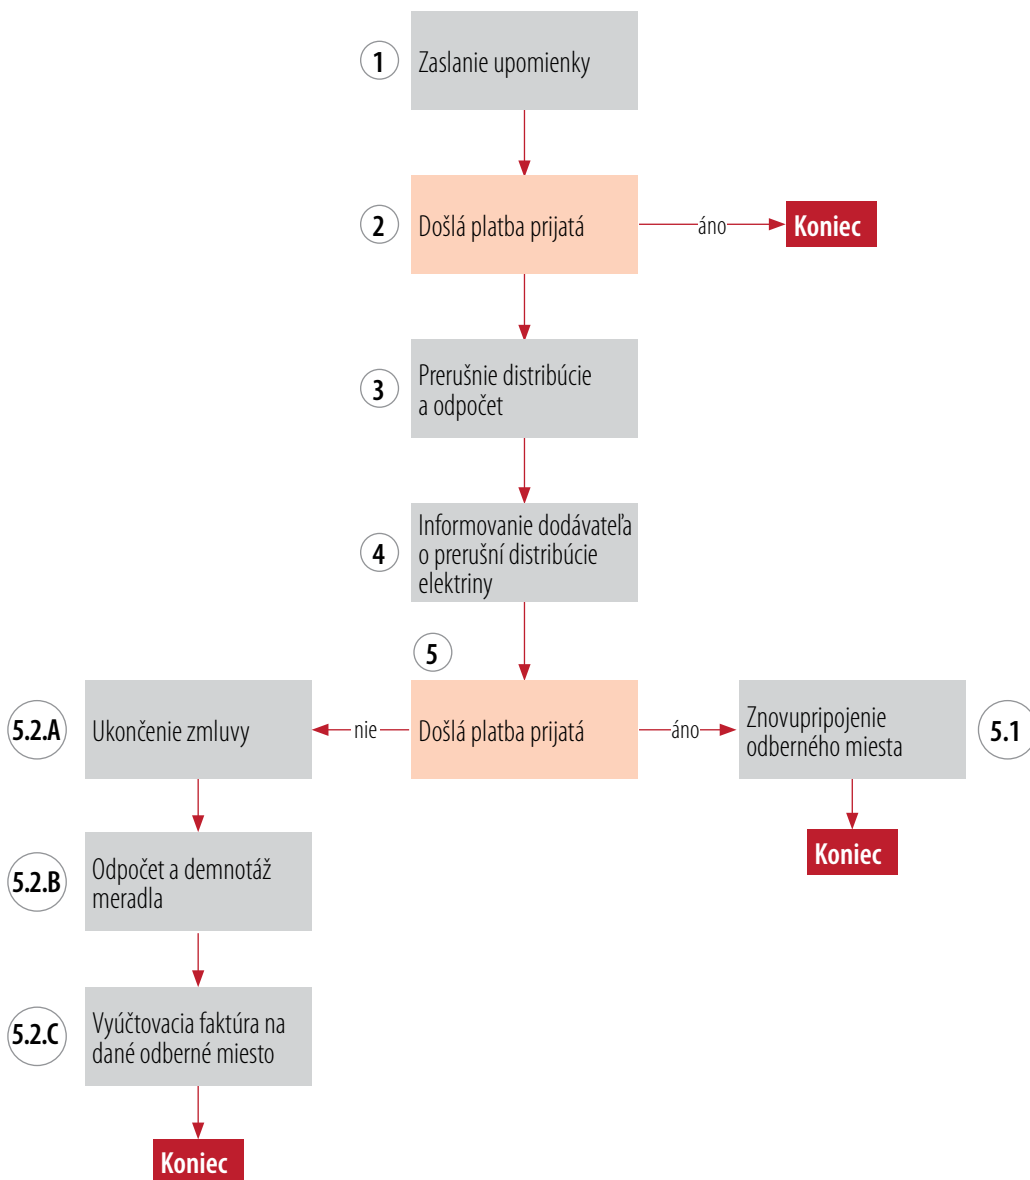 1
Zaslanie upomienky
2
Došlá platba prijatá
áno
Koniec
3
Prerušnie distribúcie
a odpočet
4
Informovanie dodávateľa
o prerušní distribúcie
elektriny
5
5.2.A
Ukončenie zmluvy
nie
Došlá platba prijatá
áno
Znovupripojenie
odberného miesta
5.1
Koniec
5.2.B
Odpočet a demnotáž
meradla
5.2.C
Vyúčtovacia faktúra na
dané odberné miesto
Koniec